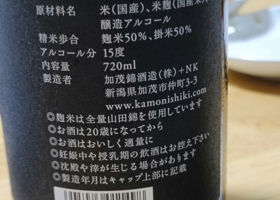 原材料名 米(国産)、米麹(国産米)
醸造アルコール
精米歩合 麹米50%、掛米50%
アルコール分 15度
内容量 720ml
製造者 加茂錦酒造(株)+NK
新潟県加茂市仲町3-3
www.kamonishiki.com
◎麹米は全量山田錦を使用しています
◎お酒は20歳になってから
◎お酒はおいしく適量に
◎妊娠中や授乳期の飲酒はお控え下さい
◎沈殿や滓が生じる場合があります
◎製造年月はキャップ上部に記載